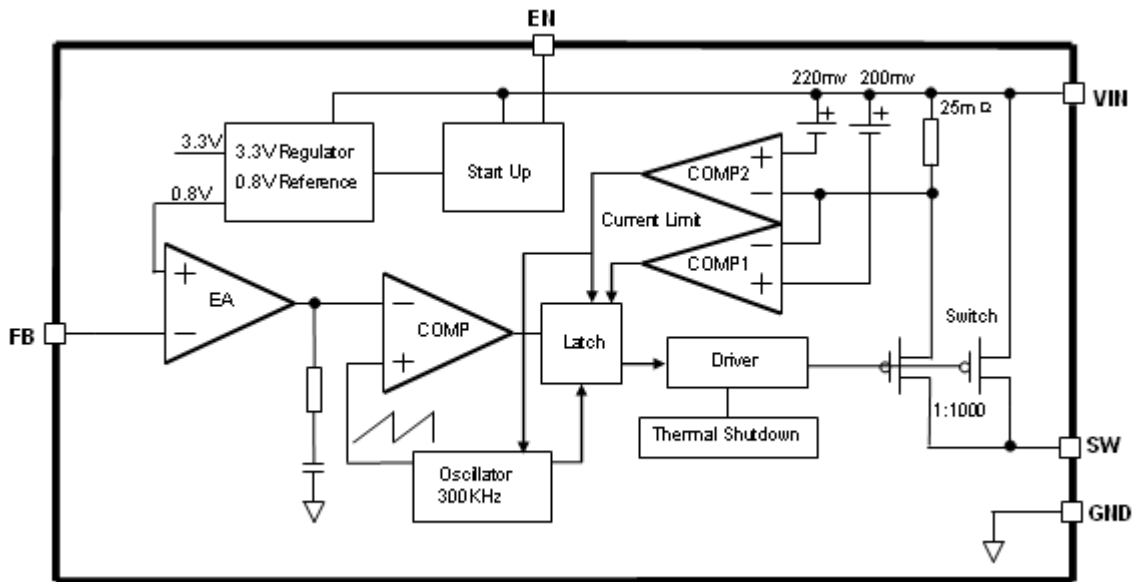 EN
220mv 200mv
VIN
25mΩ
3.3V
3.3V Regulator
0.8V Reference
Start Up
0.8V
+
+
+
−
COMP2
Current Limit
−
+
COMP1
+
−
EA
−
+
COMP
FB
Latch
Driver
Switch
1:1000
Thermal Shutdown
SW
Oscillator
300KHz
GND